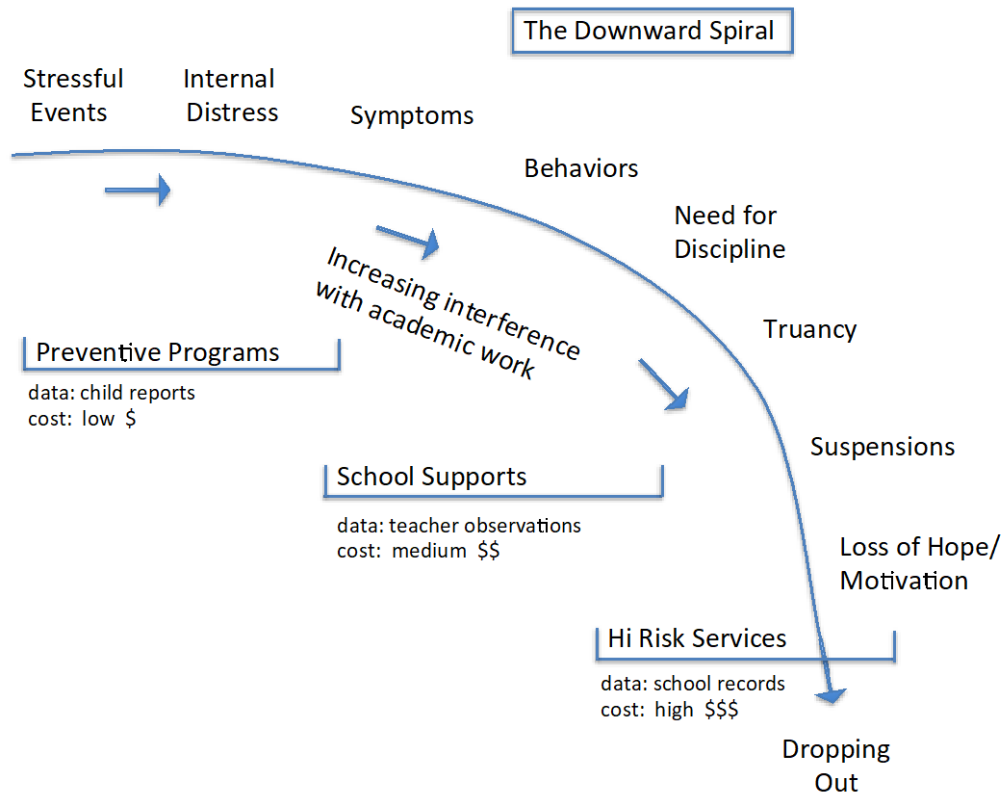 The Downward Spiral
Stressful
Events
Internal
Distress
Symptoms
Behaviors
Need for
Discipline
Increasing interference
with academic work
Truancy
Preventive Programs
data: child reports
cost: low $
Suspensions
School Supports
data: teacher observations
cost: medium $$
Loss of Hope/
Motivation
Hi Risk Services
data: school records
cost: high $$$
Dropping
Out